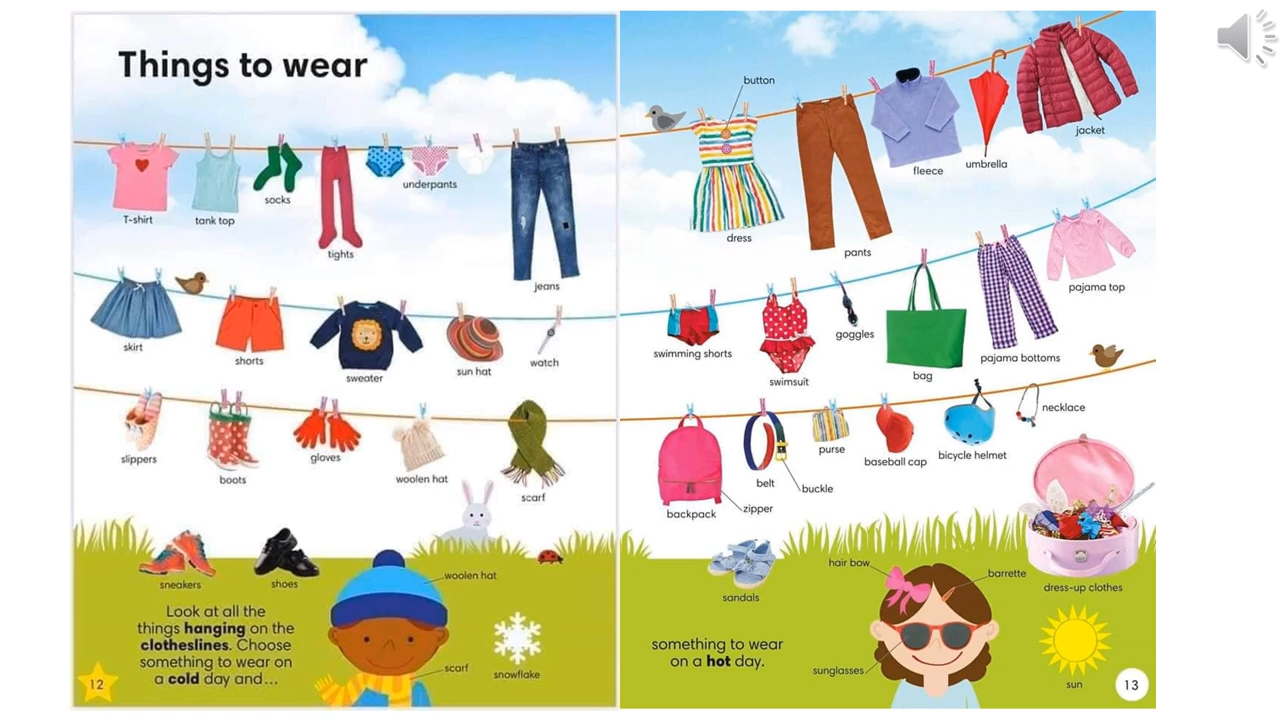 Things to wear
T-shirt
tank top
socks
tights
underpants
jeans
skirt
shorts
sweater
sun hat
watch
slippers
boots
gloves
woolen hat
scarf
sneakers
shoes
woolen hat
scarf
snowflake
Look at all the
things hanging on the
clotheslines. Choose
something to wear on
a cold day and...
12
button
dress
pants
fleece
umbrella
jacket
swimming shorts
swimsuit
goggles
bag
pajama bottoms
pajama top
backpack
zipper
belt
buckle
purse
baseball cap
bicycle helmet
necklace
sandals
hair bow
barrette
sunglasses
dress-up clothes
sun
something to wear
on a hot day.
13